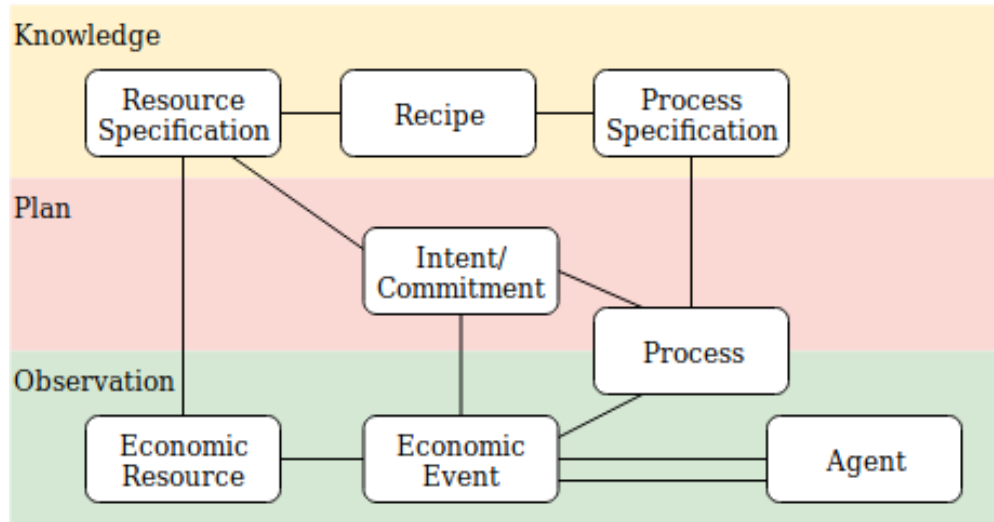 Knowledge
Resource
Specification
Recipe
Process
Specification
Plan
Intent/
Commitment
Process
Observation
Economic
Resource
Economic
Event
Agent